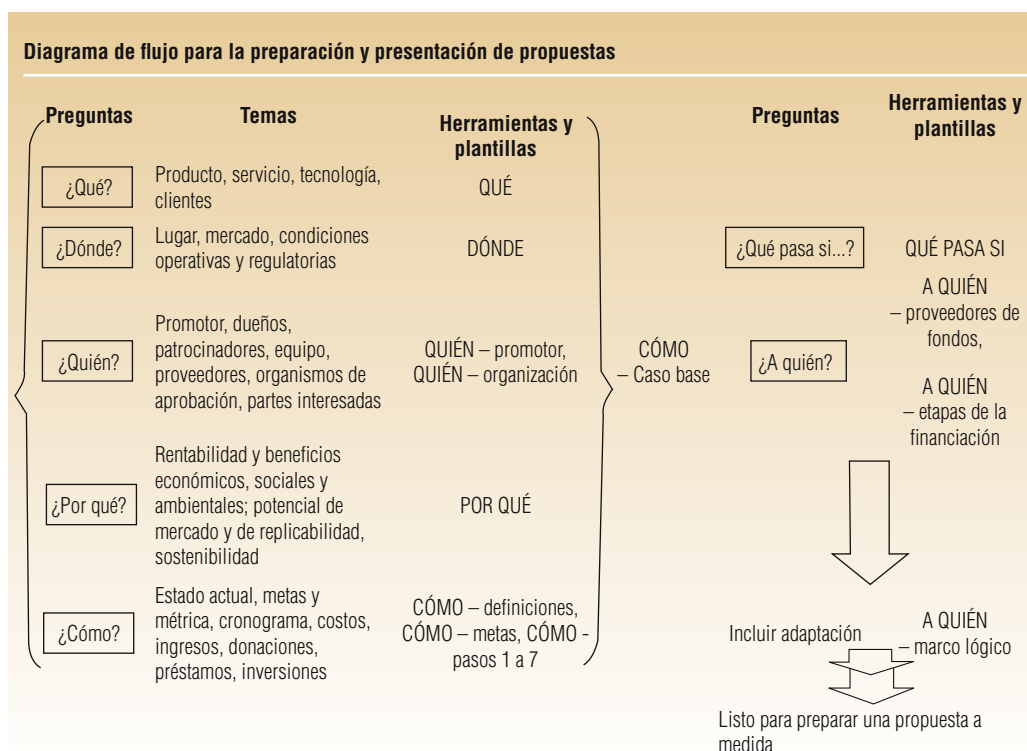 Diagrama de flujo para la preparación y presentación de propuestas
Preguntas
Temas
Herramientas y
plantillas
¿Qué?
Producto, servicio, tecnología,
clientes
QUÉ
¿Dónde?
Lugar, mercado, condiciones
operativas y regulatorias
DÓNDE
¿Quién?
Promotor, dueños,
patrocinadores, equipo,
proveedores, organismos de
aprobación, partes interesadas
QUIÉN – promotor,
QUIÉN – organización
¿Por qué?
Rentabilidad y beneficios
económicos, sociales y
ambientales; potencial de
mercado y de replicabilidad,
sostenibilidad
POR QUÉ
¿Cómo?
Estado actual, metas y
métrica, cronograma, costos,
ingresos, donaciones,
préstamos, inversiones
CÓMO – definiciones,
CÓMO – metas, CÓMO -
pasos 1 a 7
CÓMO
– Caso base
Preguntas
Herramientas y
plantillas
¿Qué pasa si...?
QUÉ PASA SI
¿A quién?
A QUIÉN
– proveedores de
fondos,
A QUIÉN
– etapas de la
financiación
Incluir adaptación
A QUIÉN
– marco lógico
Listo para preparar una propuesta a
medida